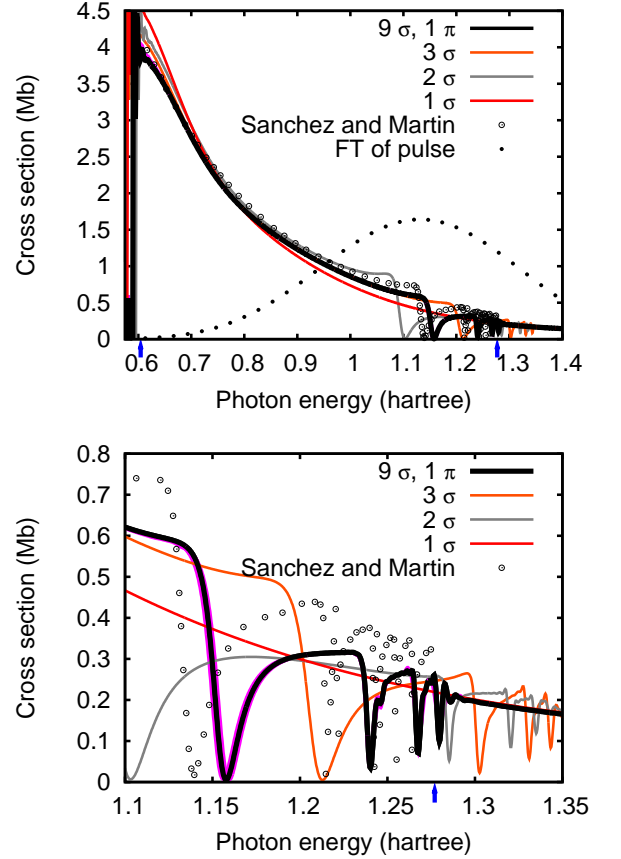 4.5
4
3.5
3
2.5
2
1.5
1
0.5
0
Cross section (Mb)
9 σ, 1 π
3 σ
2 σ
1 σ
Sanchez and Martin
FT of pulse
0.6 0.7 0.8 0.9 1 1.1 1.2 1.3 1.4
Photon energy (hartree)
0.8
0.7
0.6
0.5
0.4
0.3
0.2
0.1
0
Cross section (Mb)
9 σ, 1 π
3 σ
2 σ
1 σ
Sanchez and Martin
1.1 1.15 1.2 1.25 1.3 1.35
Photon energy (hartree)